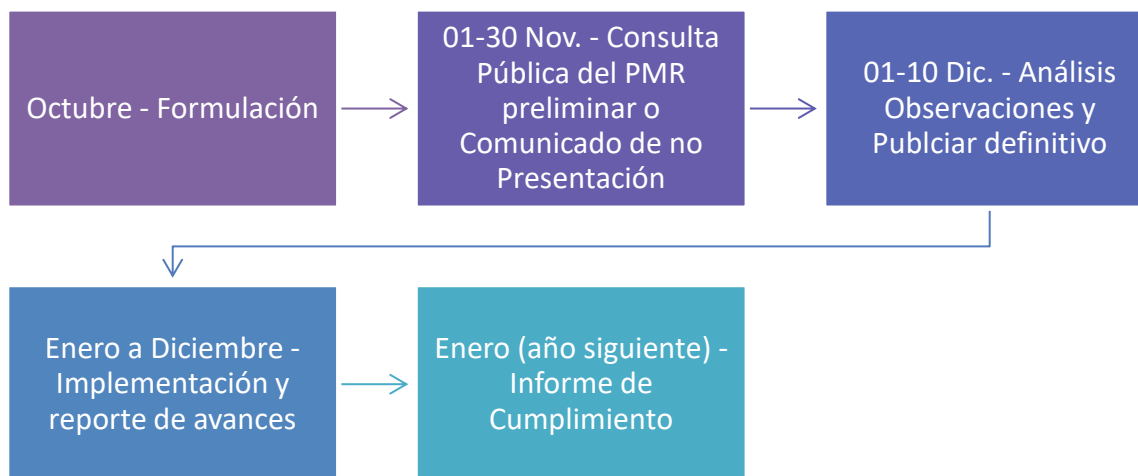 Octubre - Formulación
01-30 Nov. - Consulta
Pública del PMR
preliminar o
Comunicado de no
Presentación
01-10 Dic. - Análisis
Observaciones y
Publciar definitivo
Enero a Diciembre -
Implementación y
reporte de avances
Enero (año siguiente) -
Informe de
Cumplimiento